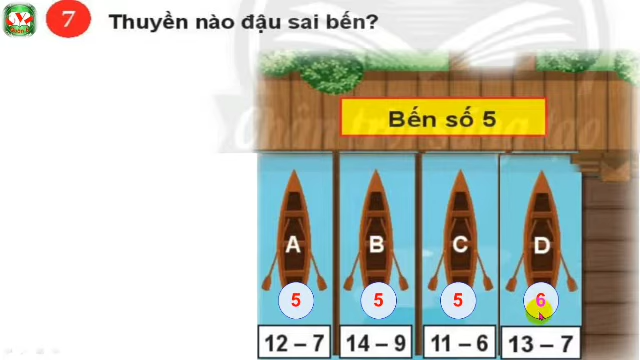 7 Thuyền nào đậu sai bến?
Bến số 5
A B C D
5 5 5 6
12 – 7 14 – 9 11 – 6 13 – 7